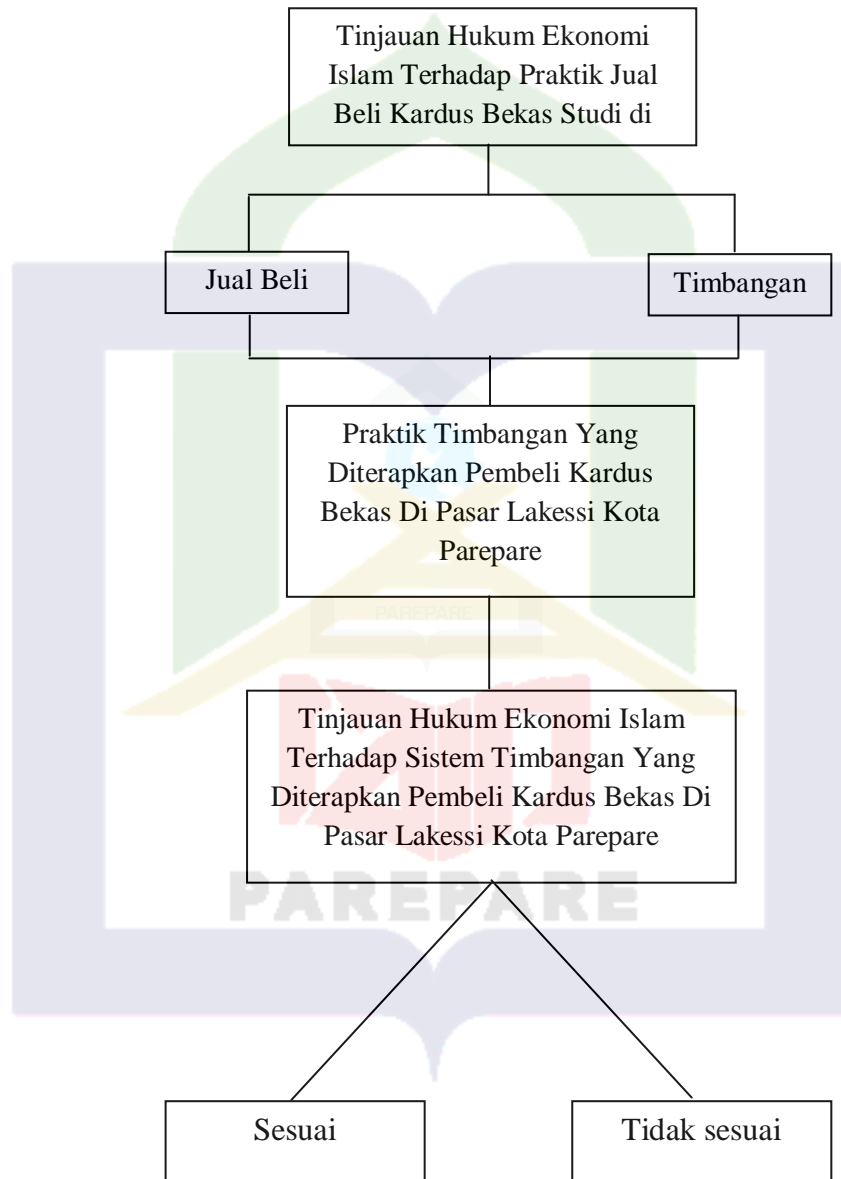 Tinjauan Hukum Ekonomi
Islam Terhadap Praktik Jual
Beli Kardus Bekas Studi di
Jual Beli
Timbangan
Praktik Timbangan Yang
Diterapkan Pembeli Kardus
Bekas Di Pasar Lakessi Kota
Parepare
PAREPARE
Tinjauan Hukum Ekonomi Islam
Terhadap Sistem Timbangan Yang
Diterapkan Pembeli Kardus Bekas Di
Pasar Lakessi Kota Parepare
PAREPARE
Sesuai
Tidak sesuai